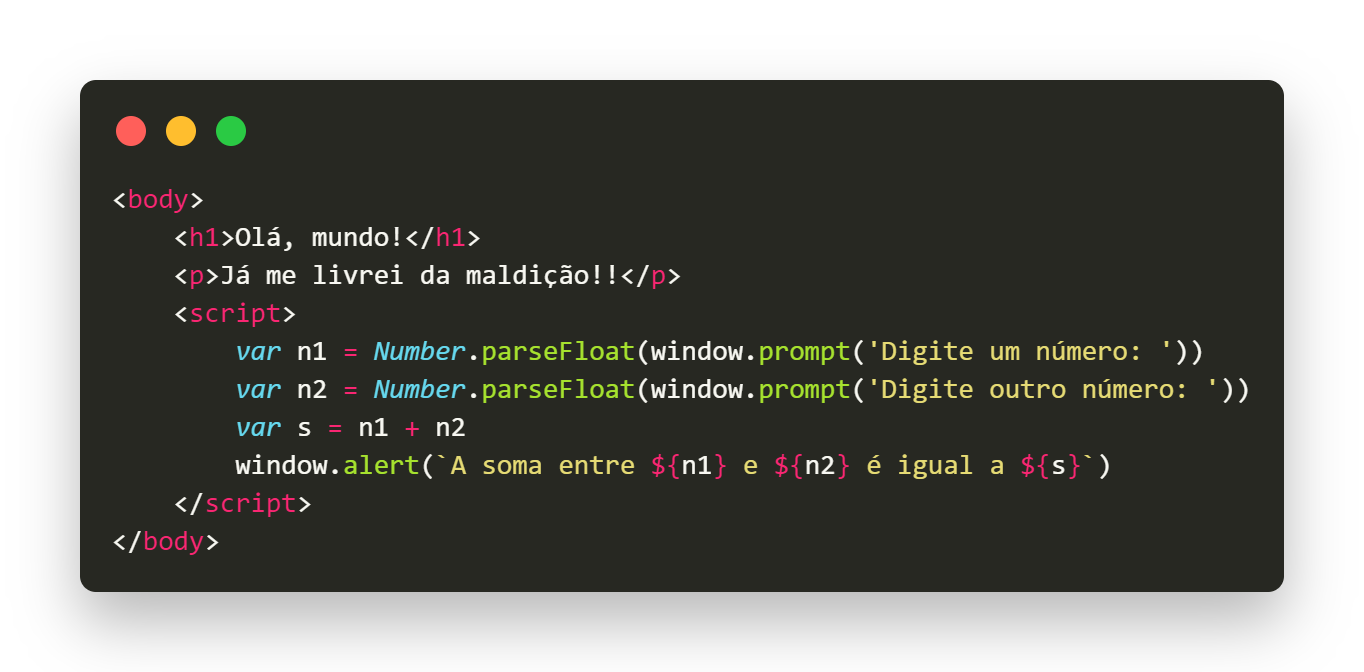 <body>
    <h1>Olá, mundo!</h1>
    <p>Já me livrei da maldição!!</p>
    <script>
        var n1 = Number.parseFloat(window.prompt('Digite um número: '))
        var n2 = Number.parseFloat(window.prompt('Digite outro número: '))
        var s = n1 + n2
        window.alert(`A soma entre ${n1} e ${n2} é igual a ${s}`)
    </script>
</body>